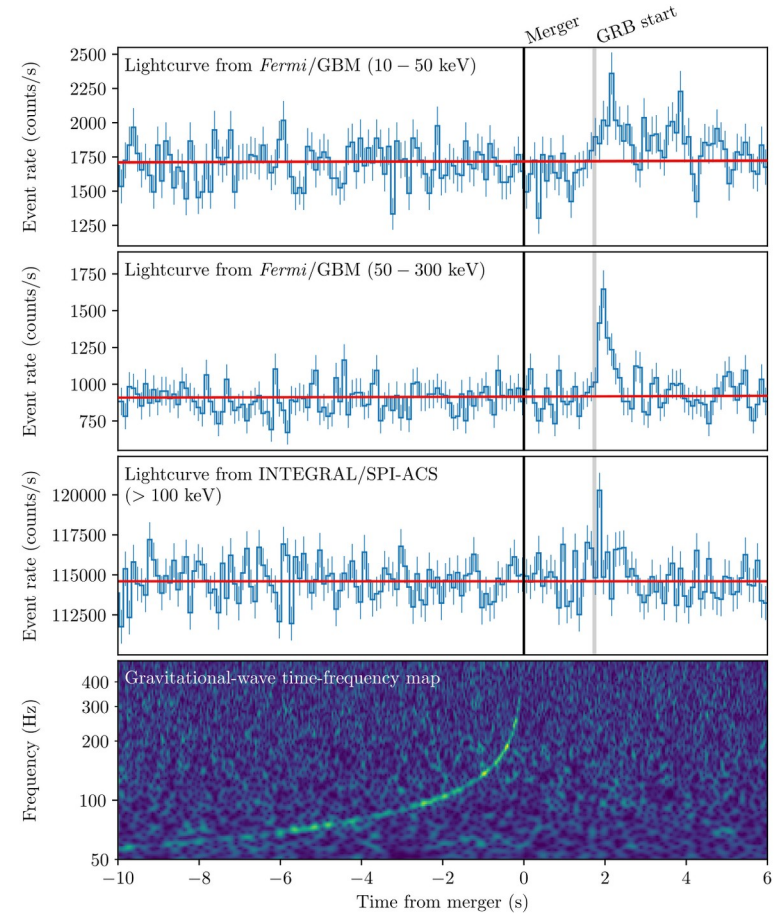 Merger GRB start
Lightcurve from Fermi/GBM (10 − 50 keV)
Event rate (counts/s)
2500
2250
2000
1750
1500
1250
Lightcurve from Fermi/GBM (50 − 300 keV)
Event rate (counts/s)
1750
1500
1250
1000
750
Lightcurve from INTEGRAL/SPI-ACS
(> 100 keV)
Event rate (counts/s)
120000
117500
115000
112500
Gravitational-wave time-frequency map
Frequency (Hz)
400
300
200
100
50
−10 −8 −6 −4 −2 0 2 4 6
Time from merger (s)